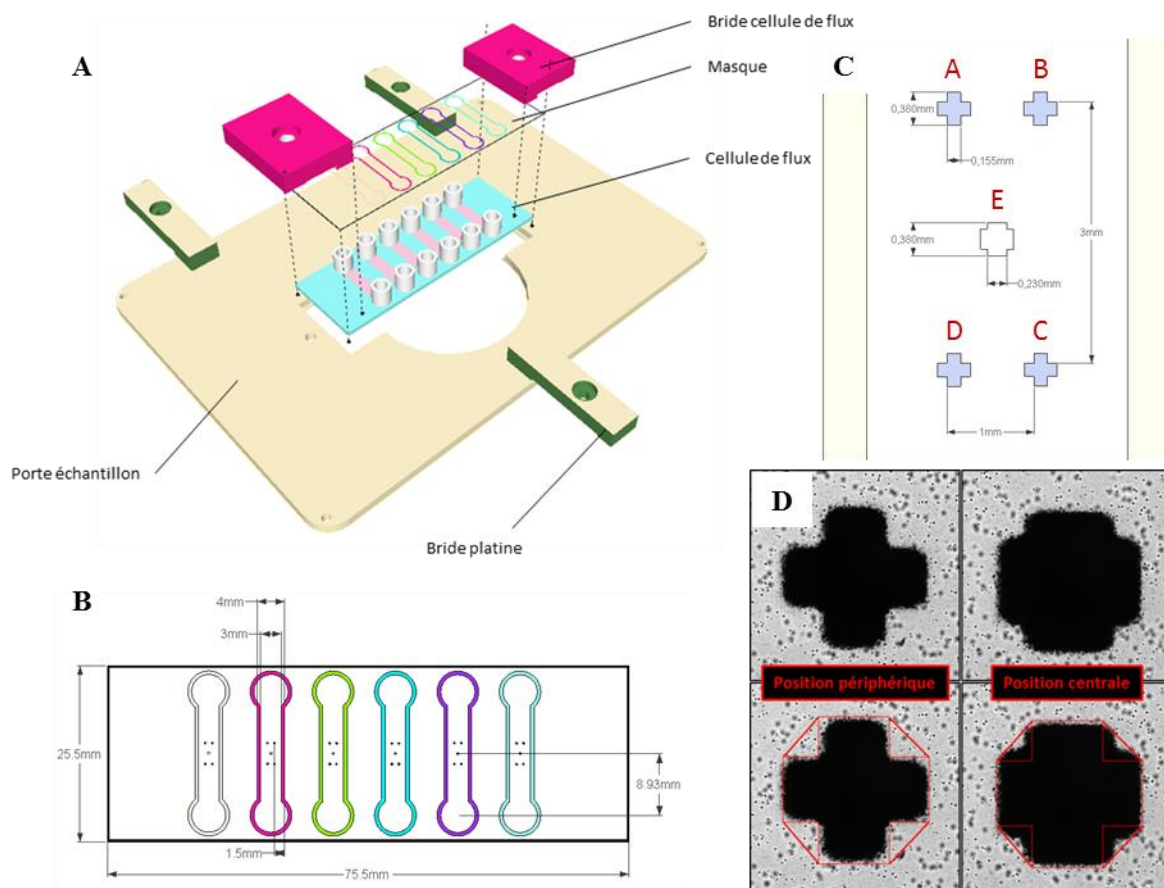 A
Bride cellule de flux
Masque
Cellule de flux
Porte échantillon
Bride platine
B
4mm
3mm
25.5mm
8.93mm
1.5mm
75.5mm
C
A
B
0,380mm
0,155mm
E
3mm
0,380mm
0,230mm
D
C
1mm
D
Position périphérique
Position centrale